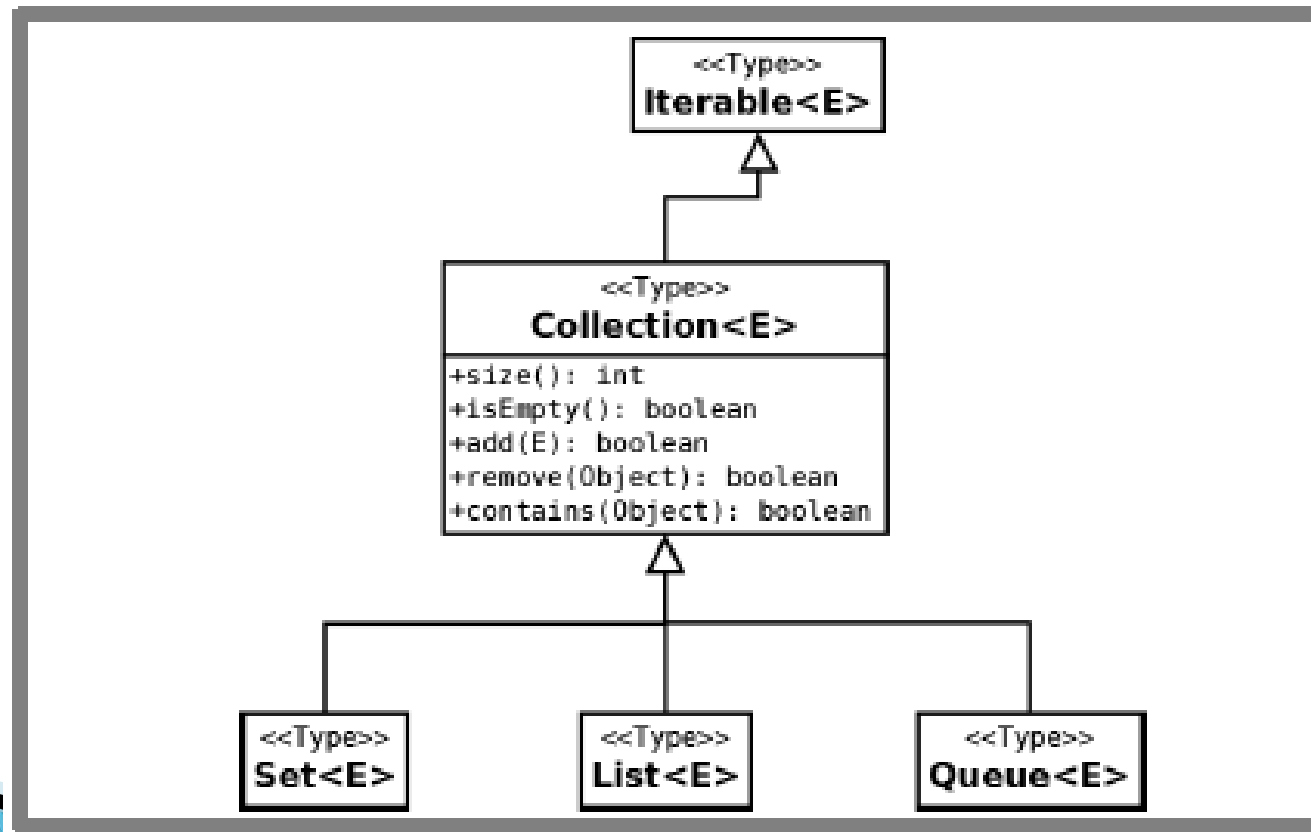 <<Type>>
Iterable<E>
<<Type>>
Collection<E>
+size(): int
+isEmpty(): boolean
+add(E): boolean
+remove(Object): boolean
+contains(Object): boolean
<<Type>>
Set<E>
<<Type>>
List<E>
<<Type>>
Queue<E>